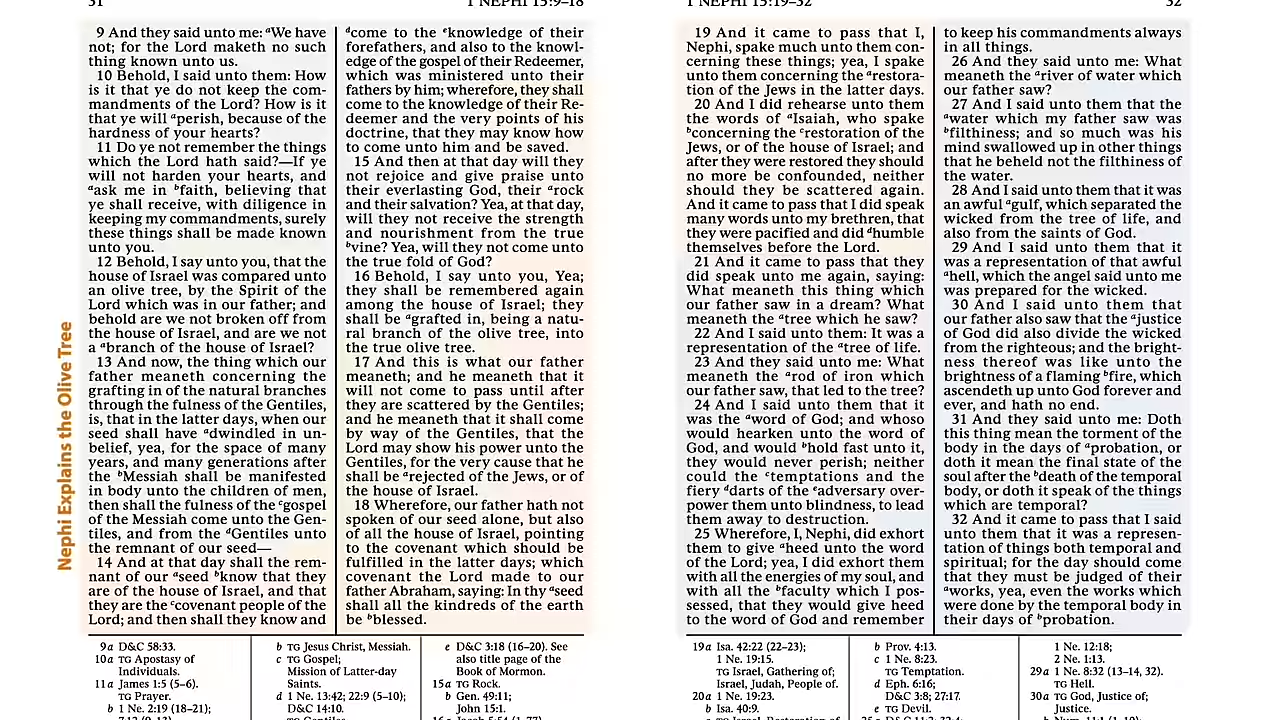 31
1 NEPHI 15:9–18
9 And they said unto me: aWe have
not; for the Lord maketh no such
thing known unto us.
10 Behold, I said unto them: How
is it that ye do not keep the com-
mandments of the Lord? How is it
that ye will aperish, because of the
hardness of your hearts?
11 Do ye not remember the things
which the Lord hath said?—If ye
will not harden your hearts, and
aask me in bfaith, believing that
ye shall receive, with diligence in
keeping my commandments, surely
these things shall be made known
unto you.
12 Behold, I say unto you, that the
house of Israel was compared unto
an olive tree, by the Spirit of the
Lord which was in our father; and
behold are we not broken off from
the house of Israel, and are we not
a abranch of the house of Israel?
13 And now, the thing which our
father meaneth concerning the
grafting in of the natural branches
through the fulness of the Gentiles,
is, that in the latter days, when our
seed shall have adwindled in un-
belief, yea, for the space of many
years, and many generations after
the bMessiah shall be manifested
in body unto the children of men,
then shall the fulness of the cgospel
of the Messiah come unto the Gen-
tiles, and from the dGentiles unto
the remnant of our seed—
14 And at that day shall the rem-
nant of our aseed bknow that they
are of the house of Israel, and that
they are the ccovenant people of the
Lord; and then shall they know and
Nephi Explains the Olive Tree
dcome to the eknowledge of their
forefathers, and also to the knowl-
edge of the gospel of their Redeemer,
which was ministered unto their
fathers by him; wherefore, they shall
come to the knowledge of their Re-
deemer and the very points of his
doctrine, that they may know how
to come unto him and be saved.
15 And then at that day will they
not rejoice and give praise unto
their everlasting God, their arock
and their salvation? Yea, at that day,
will they not receive the strength
and nourishment from the true
bvine? Yea, will they not come unto
the true fold of God?
16 Behold, I say unto you, Yea;
they shall be remembered again
among the house of Israel; they
shall be agrafted in, being a natu-
ral branch of the olive tree, into
the true olive tree.
17 And this is what our father
meaneth; and he meaneth that it
will not come to pass until after
they are scattered by the Gentiles;
and he meaneth that it shall come
by way of the Gentiles, that the
Lord may show his power unto the
Gentiles, for the very cause that he
shall be arejected of the Jews, or of
the house of Israel.
18 Wherefore, our father hath not
spoken of our seed alone, but also
of all the house of Israel, pointing
to the covenant which should be
fulfilled in the latter days; which
covenant the Lord made to our
father Abraham, saying: In thy aseed
shall all the kindreds of the earth
be bblessed.
9a D&C 58:33.
10a TG Apostasy of
Individuals.
11a James 1:5 (5–6).
TG Prayer.
b 1 Ne. 2:19 (18–21);
b TG Jesus Christ, Messiah.
c TG Gospel;
Mission of Latter-day
Saints.
d 1 Ne. 13:42; 22:9 (5–10);
D&C 14:10.
e D&C 3:18 (16–20). See
also title page of the
Book of Mormon.
15a TG Rock.
b Gen. 49:11;
John 15:1.
1 NEPHI 15:19–32
32
19 And it came to pass that I,
Nephi, spake much unto them con-
cerning these things; yea, I spake
unto them concerning the arestora-
tion of the Jews in the latter days.
20 And I did rehearse unto them
the words of aIsaiah, who spake
bconcerning the crestoration of the
Jews, or of the house of Israel; and
after they were restored they should
no more be confounded, neither
should they be scattered again.
And it came to pass that I did speak
many words unto my brethren, that
they were pacified and did dhumble
themselves before the Lord.
21 And it came to pass that they
did speak unto me again, saying:
What meaneth this thing which
our father saw in a dream? What
meaneth the atree which he saw?
22 And I said unto them: It was a
representation of the atree of life.
23 And they said unto me: What
meaneth the arod of iron which
our father saw, that led to the tree?
24 And I said unto them that it
was the aword of God; and whoso
would hearken unto the word of
God, and would bhold fast unto it,
they would never perish; neither
could the ctemptations and the
fiery ddarts of the eadversary over-
power them unto blindness, to lead
them away to destruction.
25 Wherefore, I, Nephi, did exhort
them to give aheed unto the word
of the Lord; yea, I did exhort them
with all the energies of my soul, and
with all the bfaculty which I pos-
sessed, that they would give heed
to the word of God and remember
to keep his commandments always
in all things.
26 And they said unto me: What
meaneth the ariver of water which
our father saw?
27 And I said unto them that the
awater which my father saw was
bfilthiness; and so much was his
mind swallowed up in other things
that he beheld not the filthiness of
the water.
28 And I said unto them that it was
an awful agulf, which separated the
wicked from the tree of life, and
also from the saints of God.
29 And I said unto them that it
was a representation of that awful
ahell, which the angel said unto me
was prepared for the wicked.
30 And I said unto them that
our father also saw that the ajustice
of God did also divide the wicked
from the righteous; and the bright-
ness thereof was like unto the
brightness of a flaming bfire, which
ascendeth up unto God forever and
ever, and hath no end.
31 And they said unto me: Doth
this thing mean the torment of the
body in the days of aprobation, or
doth it mean the final state of the
soul after the bdeath of the temporal
body, or doth it speak of the things
which are temporal?
32 And it came to pass that I said
unto them that it was a represen-
tation of things both temporal and
spiritual; for the day should come
that they must be judged of their
aworks, yea, even the works which
were done by the temporal body in
their days of bprobation.
19a Isa. 42:22 (22–23);
1 Ne. 19:15.
TG Israel, Gathering of;
Israel, Judah, People of.
20a 1 Ne. 19:23.
b Isa. 40:9.
b Prov. 4:13.
c 1 Ne. 8:23.
TG Temptation.
d Eph. 6:16;
D&C 3:8; 27:17.
e TG Devil.
1 Ne. 12:18;
2 Ne. 1:13.
29a 1 Ne. 8:32 (13–14, 32).
TG Hell.
30a TG God, Justice of;
Justice.